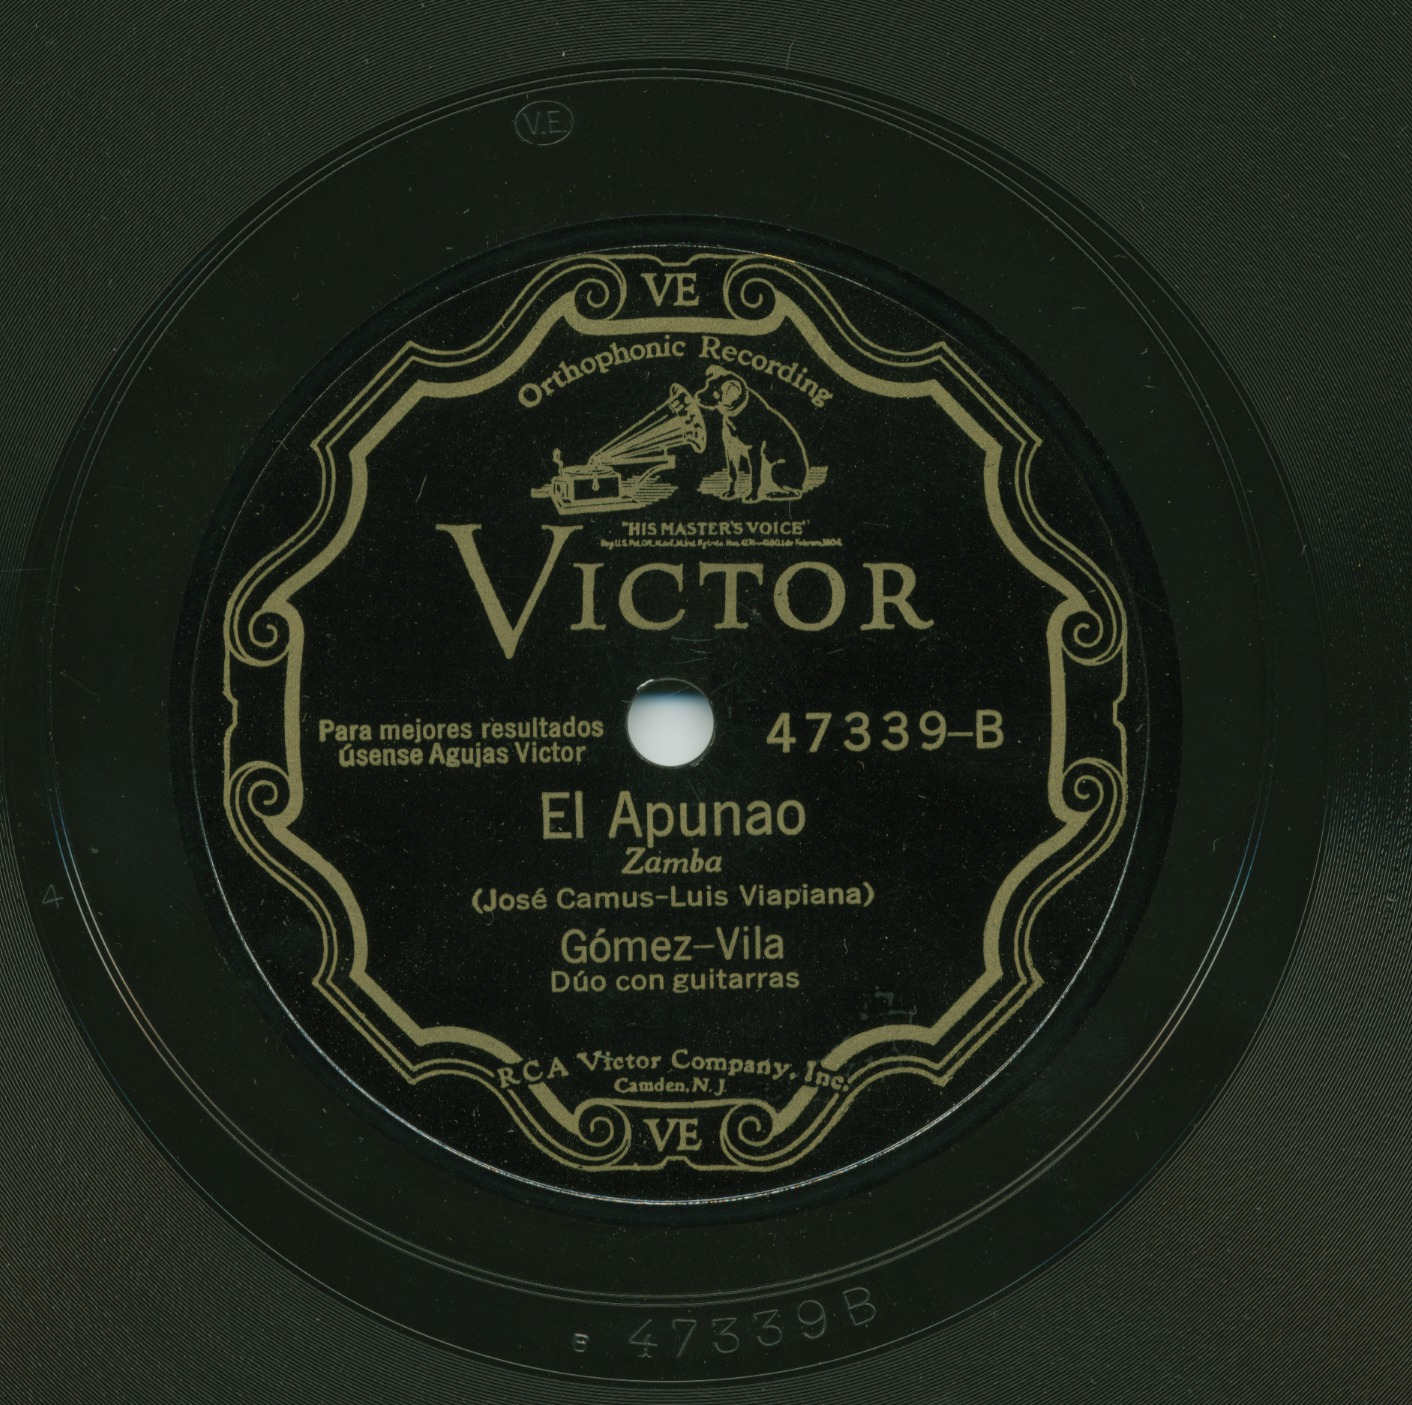 V.E.
VE
Orthophonic Recording
"HIS MASTER'S VOICE"
VICTOR
Para mejores resultados
úsense Agujas Victor
47339-B
El Apunao
Zamba
(José Camus-Luis Viapiana)
Gómez-Vila
Dúo con guitarras
4
RCA Victor Company, Inc.
Camden, N. J.
VE
B 47339B